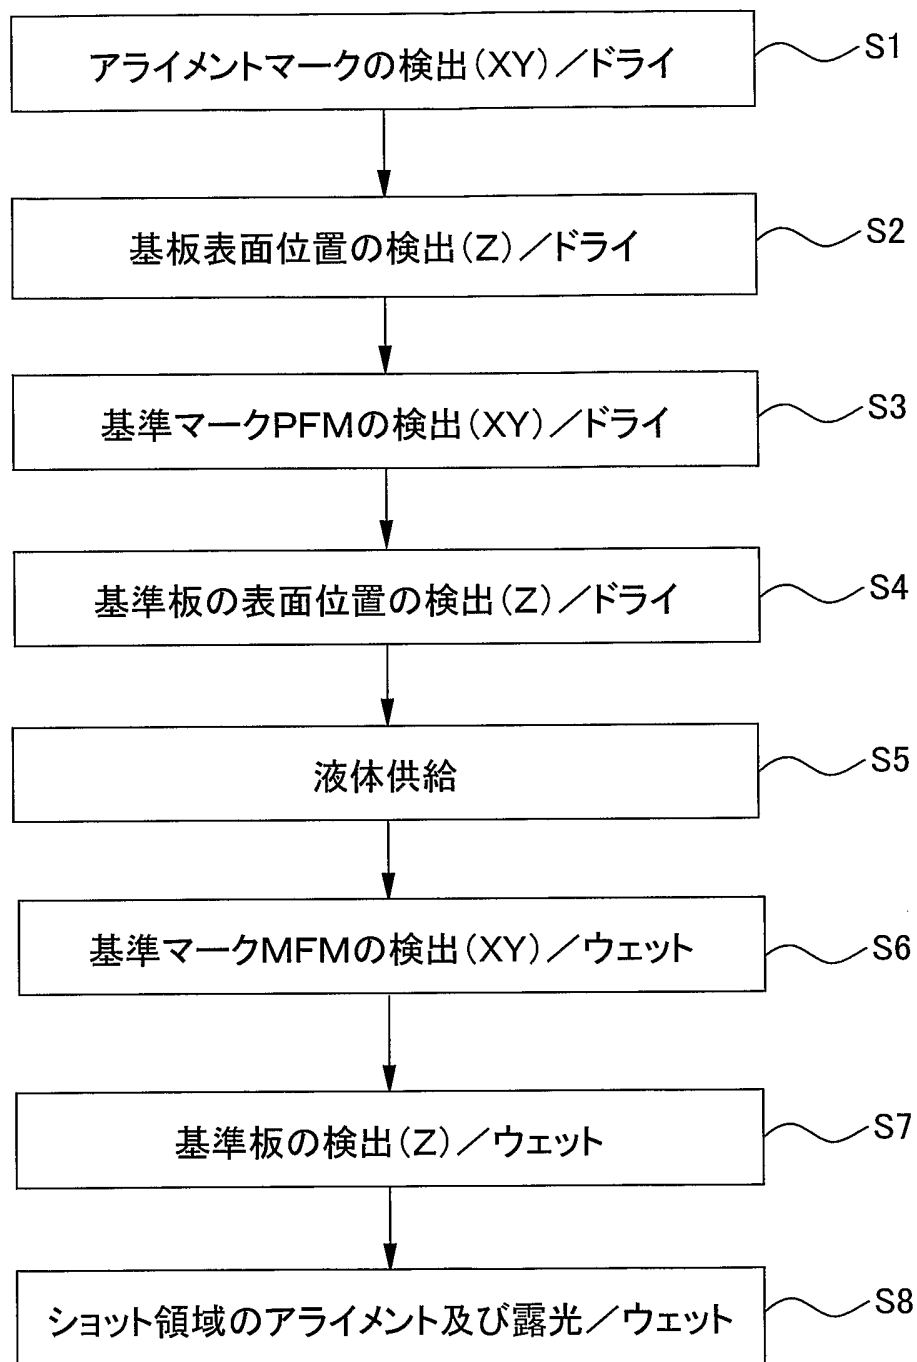 アライメントマークの検出(XY)／ドライ
S1
基板表面位置の検出(Z)／ドライ
S2
基準マークPFMの検出(XY)／ドライ
S3
基準板の表面位置の検出(Z)／ドライ
S4
液体供給
S5
基準マークMFMの検出(XY)／ウェット
S6
基準板の検出(Z)／ウェット
S7
ショット領域のアライメント及び露光／ウェット
S8